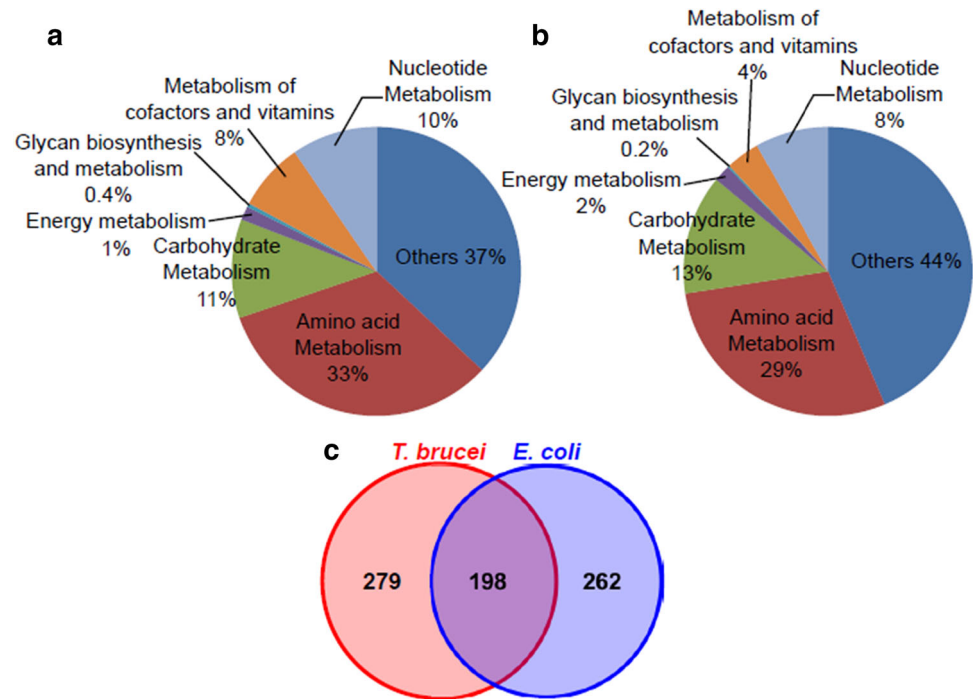 a
Nucleotide
Metabolism
10%
Metabolism of
cofactors and vitamins
8%
Glycan biosynthesis
and metabolism
0.4%
Energy metabolism
1%
Carbohydrate
Metabolism
11%
Others 37%
Amino acid
Metabolism
33%
b
Metabolism of
cofactors and vitamins
4%
Nucleotide
Metabolism
8%
Glycan biosynthesis
and metabolism
0.2%
Energy metabolism
2%
Carbohydrate
Metabolism
13%
Others 44%
Amino acid
Metabolism
29%
c
T. brucei
E. coli
279
198
262